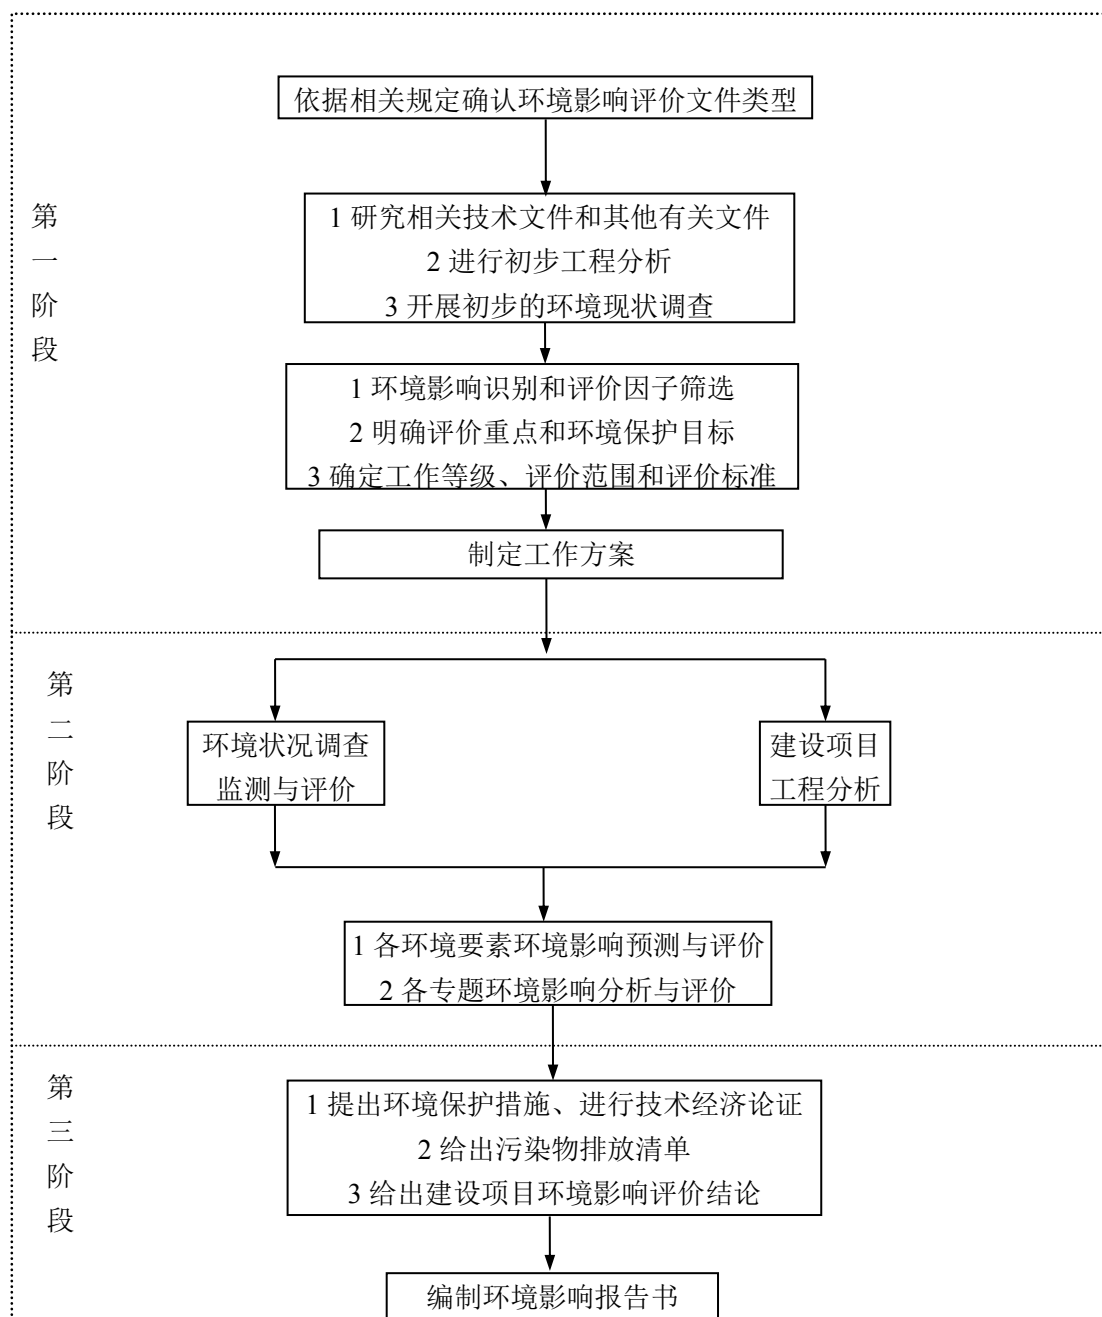 依据相关规定确认环境影响评价文件类型
第一阶段
1 研究相关技术文件和其他有关文件
2 进行初步工程分析
3 开展初步的环境现状调查
1 环境影响识别和评价因子筛选
2 明确评价重点和环境保护目标
3 确定工作等级、评价范围和评价标准
制定工作方案
第二阶段
环境状况调查
监测与评价
建设项目
工程分析
1 各环境要素环境影响预测与评价
2 各专题环境影响分析与评价
第三阶段
1 提出环境保护措施、进行技术经济论证
2 给出污染物排放清单
3 给出建设项目环境影响评价结论
编制环境影响报告书